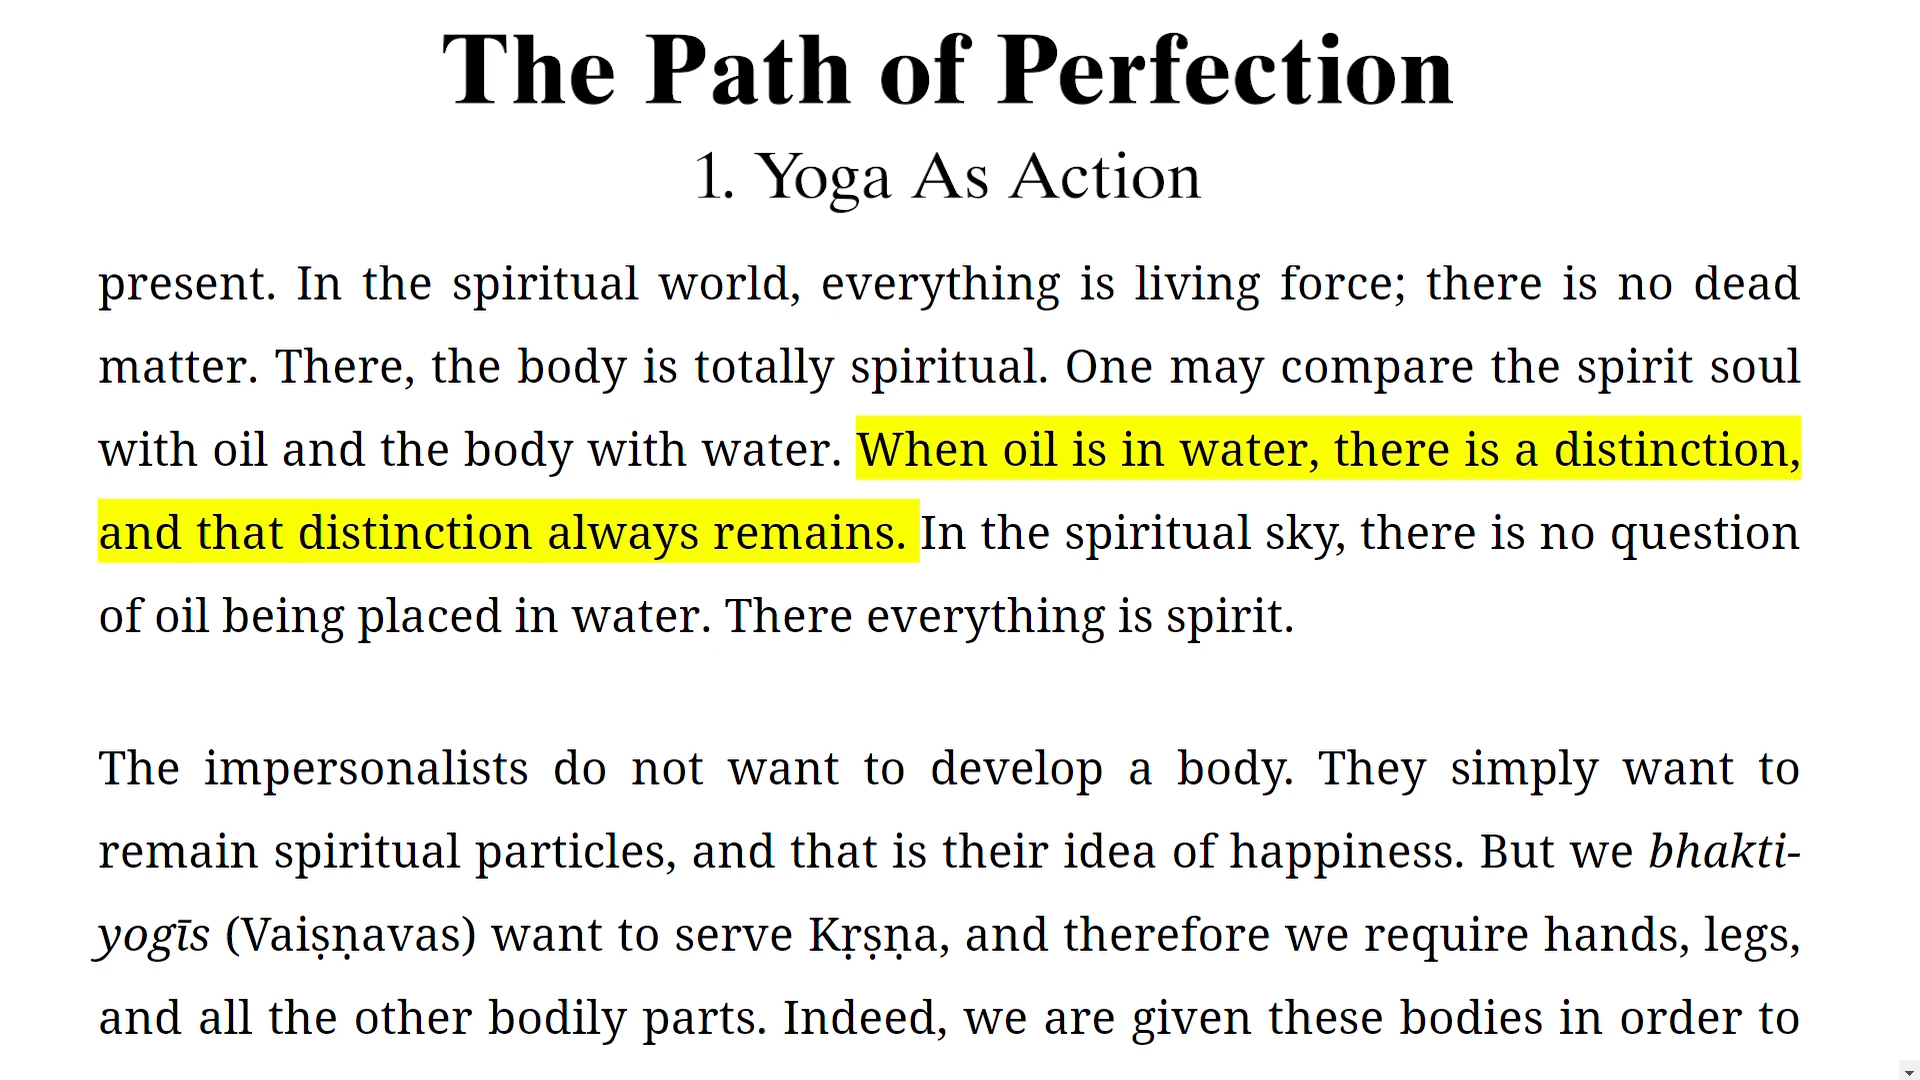 The Path of Perfection
1. Yoga As Action
present. In the spiritual world, everything is living force; there is no dead
matter. There, the body is totally spiritual. One may compare the spirit soul
with oil and the body with water. When oil is in water, there is a distinction,
and that distinction always remains. In the spiritual sky, there is no question
of oil being placed in water. There everything is spirit.
The impersonalists do not want to develop a body. They simply want to
remain spiritual particles, and that is their idea of happiness. But we bhakti-
yogīs (Vaiṣṇavas) want to serve Kṛṣṇa, and therefore we require hands, legs,
and all the other bodily parts. Indeed, we are given these bodies in order to